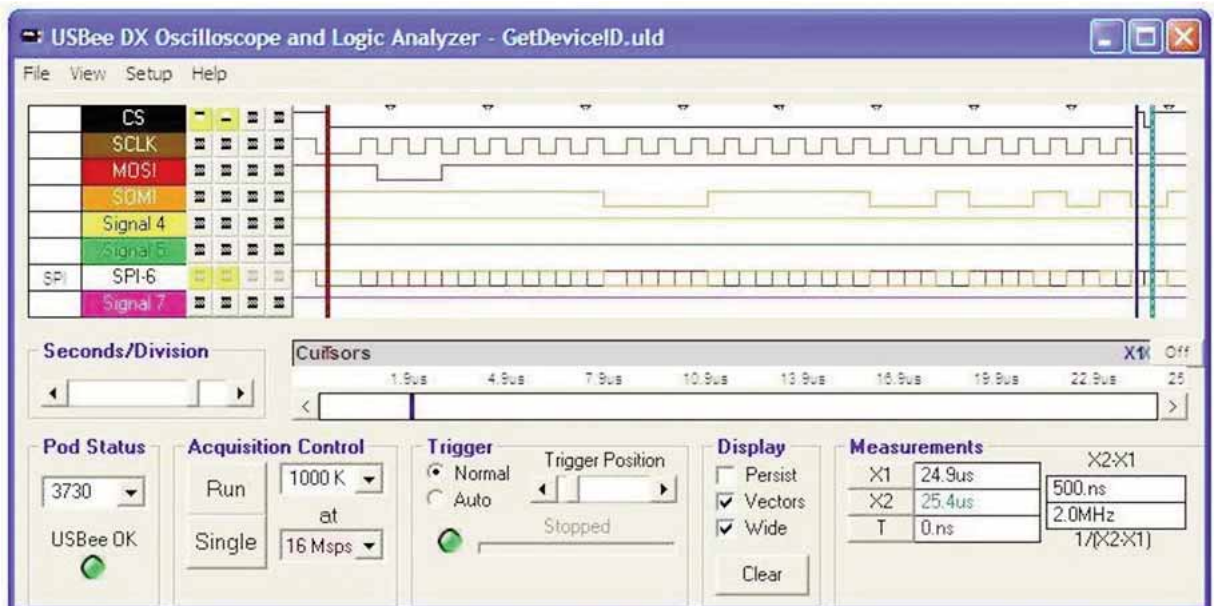 USBee DX Oscilloscope and Logic Analyzer - GetDeviceID.uld
File View Setup Help
CS
SCLK
MOSI
SOMI
Signal 4
Signal 5
SPI SPI-6
Signal 7
Seconds/Division
Cursors X1 Off
1.9us 4.9us 7.9us 10.9us 13.9us 16.9us 19.9us 22.9us 25
Pod Status
3730
USBee OK
Acquisition Control
Run
1000 K
at
Single
16 Msps
Trigger
Normal
Auto
Trigger Position
Stopped
Display
Persist
Vectors
Wide
Clear
Measurements
X1 24.9us
X2 25.4us
T 0.ns
X2-X1
500.ns
2.0MHz
1/(X2-X1)